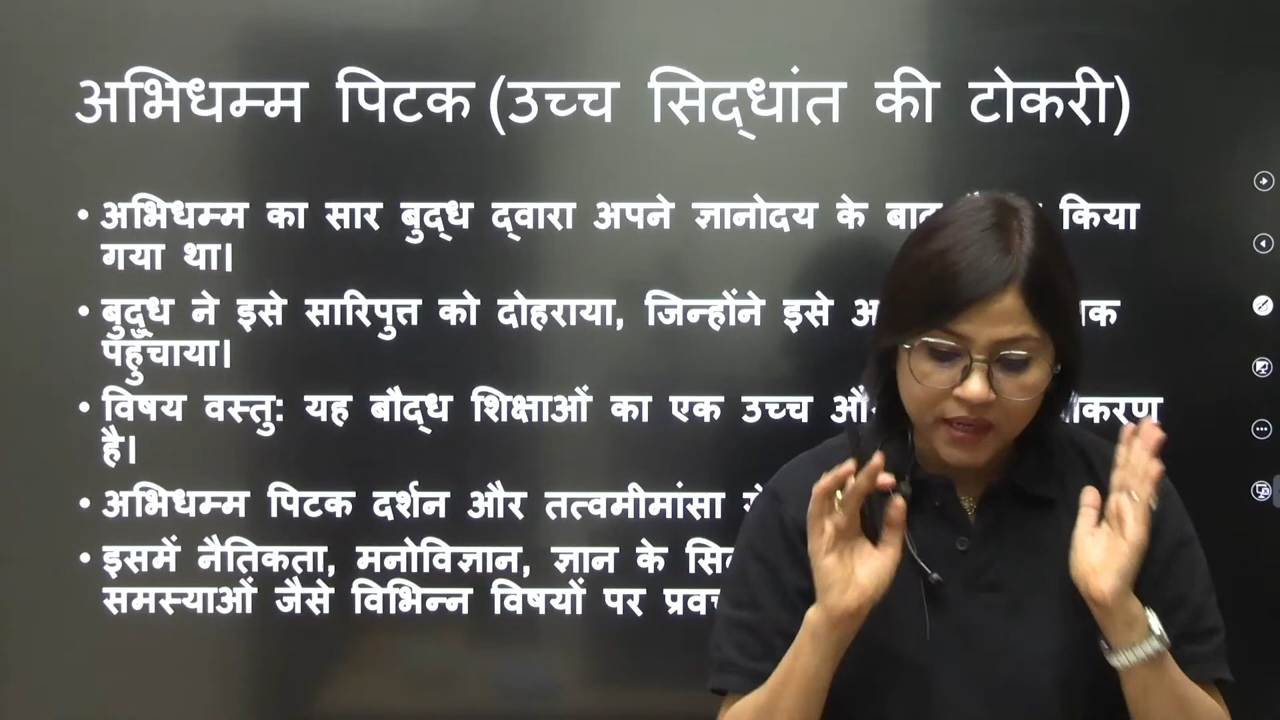 अभिधम्म पिटक (उच्च सिद्धांत की टोकरी)
• अभिधम्म का सार बुद्ध द्वारा अपने ज्ञानोदय के किया
गया था।
• बुद्ध ने इसे सारिपुत्त को दोहराया, जिन्होंने इसे
पहुँचाया।
• विषय वस्तु: यह बौद्ध शिक्षाओं का एक उच्च
है।
• अभिधम्म पिटक दर्शन और तत्वमीमांसा
• इसमें नैतिकता, मनोविज्ञान, ज्ञान के
समस्याओं जैसे विभिन्न विषयों पर